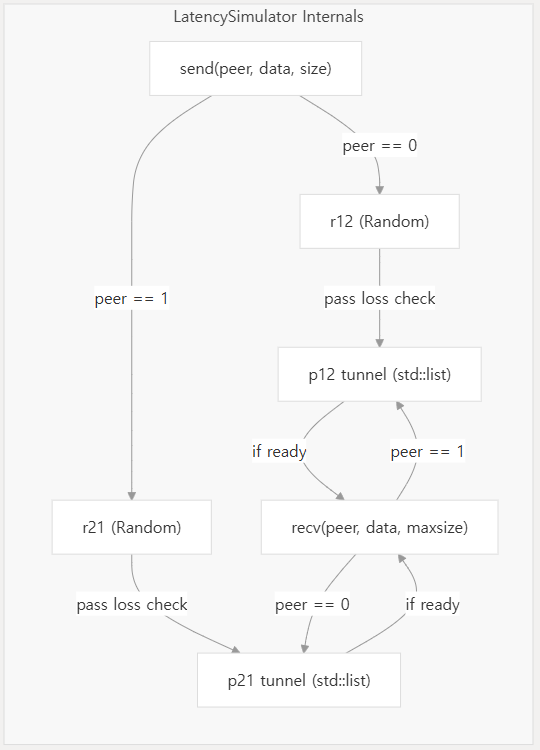 LatencySimulator Internals
send(peer, data, size)
peer == 0
r12 (Random)
peer == 1
pass loss check
p12 tunnel (std::list)
if ready
peer == 1
r21 (Random)
recv(peer, data, maxsize)
pass loss check
peer == 0
if ready
p21 tunnel (std::list)